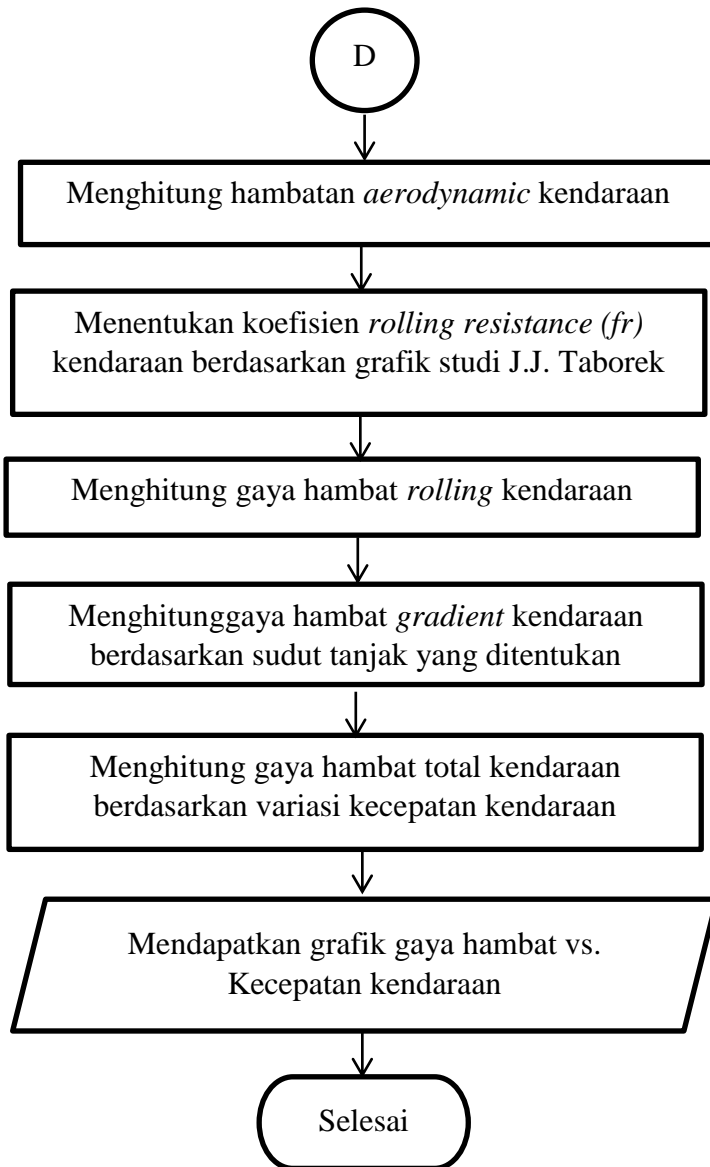 D
Menghitung hambatan aerodynamic kendaraan
Menentukan koefisien rolling resistance (fr)
kendaraan berdasarkan grafik studi J.J. Taborek
Menghitung gaya hambat rolling kendaraan
Menghitunggaya hambat gradient kendaraan
berdasarkan sudut tanjak yang ditentukan
Menghitung gaya hambat total kendaraan
berdasarkan variasi kecepatan kendaraan
Mendapatkan grafik gaya hambat vs.
Kecepatan kendaraan
Selesai